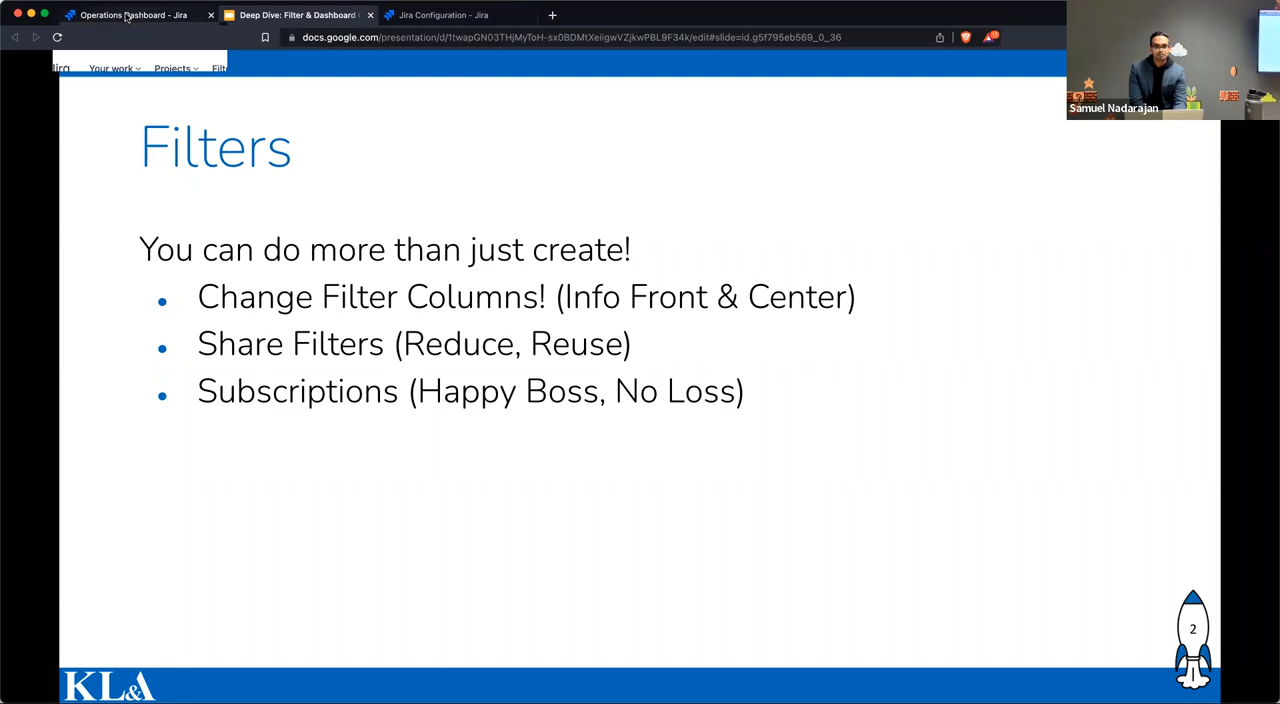 Operations Dashboard - Jira
Deep Dive: Filter & Dashboard
Jira Configuration - Jira
docs.google.com/presentation/d/1twapGN03THjMyToH-sx0BDMtXeiigwVZjkwPBL9F34k/edit#slide=id.g5f795eb569_0_36
Your work Projects
Samuel Nadarajan
Filters
You can do more than just create!
• Change Filter Columns! (Info Front & Center)
• Share Filters (Reduce, Reuse)
• Subscriptions (Happy Boss, No Loss)
2
KL&A